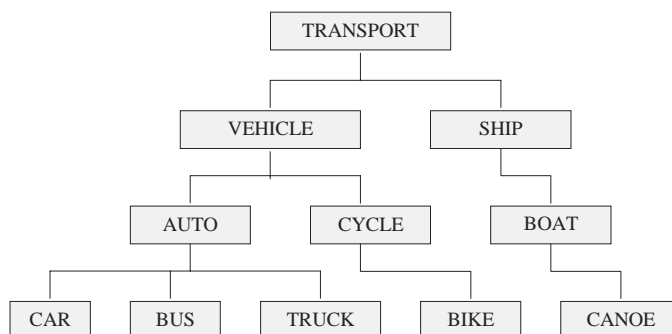 TRANSPORT
VEHICLE SHIP
AUTO CYCLE BOAT
CAR BUS TRUCK BIKE CANOE